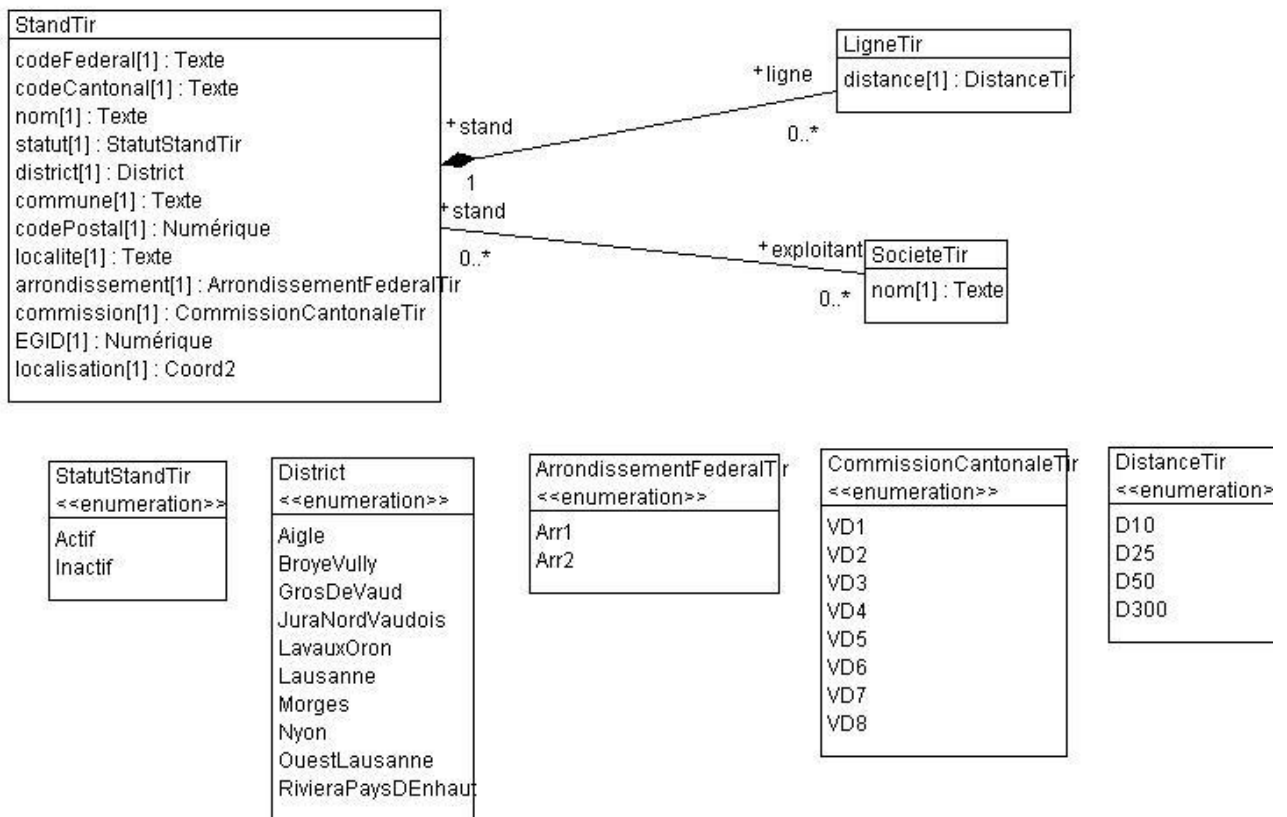 StandTir
codeFederal[1] : Texte
codeCantonal[1] : Texte
nom[1] : Texte
statut[1] : StatutStandTir
district[1] : District
commune[1] : Texte
codePostal[1] : Numérique
localite[1] : Texte
arrondissement[1] : ArrondissementFederalTir
commission[1] : CommissionCantonaleTir
EGID[1] : Numérique
localisation[1] : Coord2
+stand
1
+ligne
0..*
LigneTir
distance[1] : DistanceTir
+stand
0..*
+exploitant
0..*
SocieteTir
nom[1] : Texte
StatutStandTir
<<enumeration>>
Actif
Inactif
District
<<enumeration>>
Aigle
BroyeVully
GrosDeVaud
JuraNordVaudois
LavauxOron
Lausanne
Morges
Nyon
OuestLausanne
RivieraPaysDEnhaut
ArrondissementFederalTir
<<enumeration>>
Arr1
Arr2
CommissionCantonaleTir
<<enumeration>>
VD1
VD2
VD3
VD4
VD5
VD6
VD7
VD8
DistanceTir
<<enumeration>
D10
D25
D50
D300